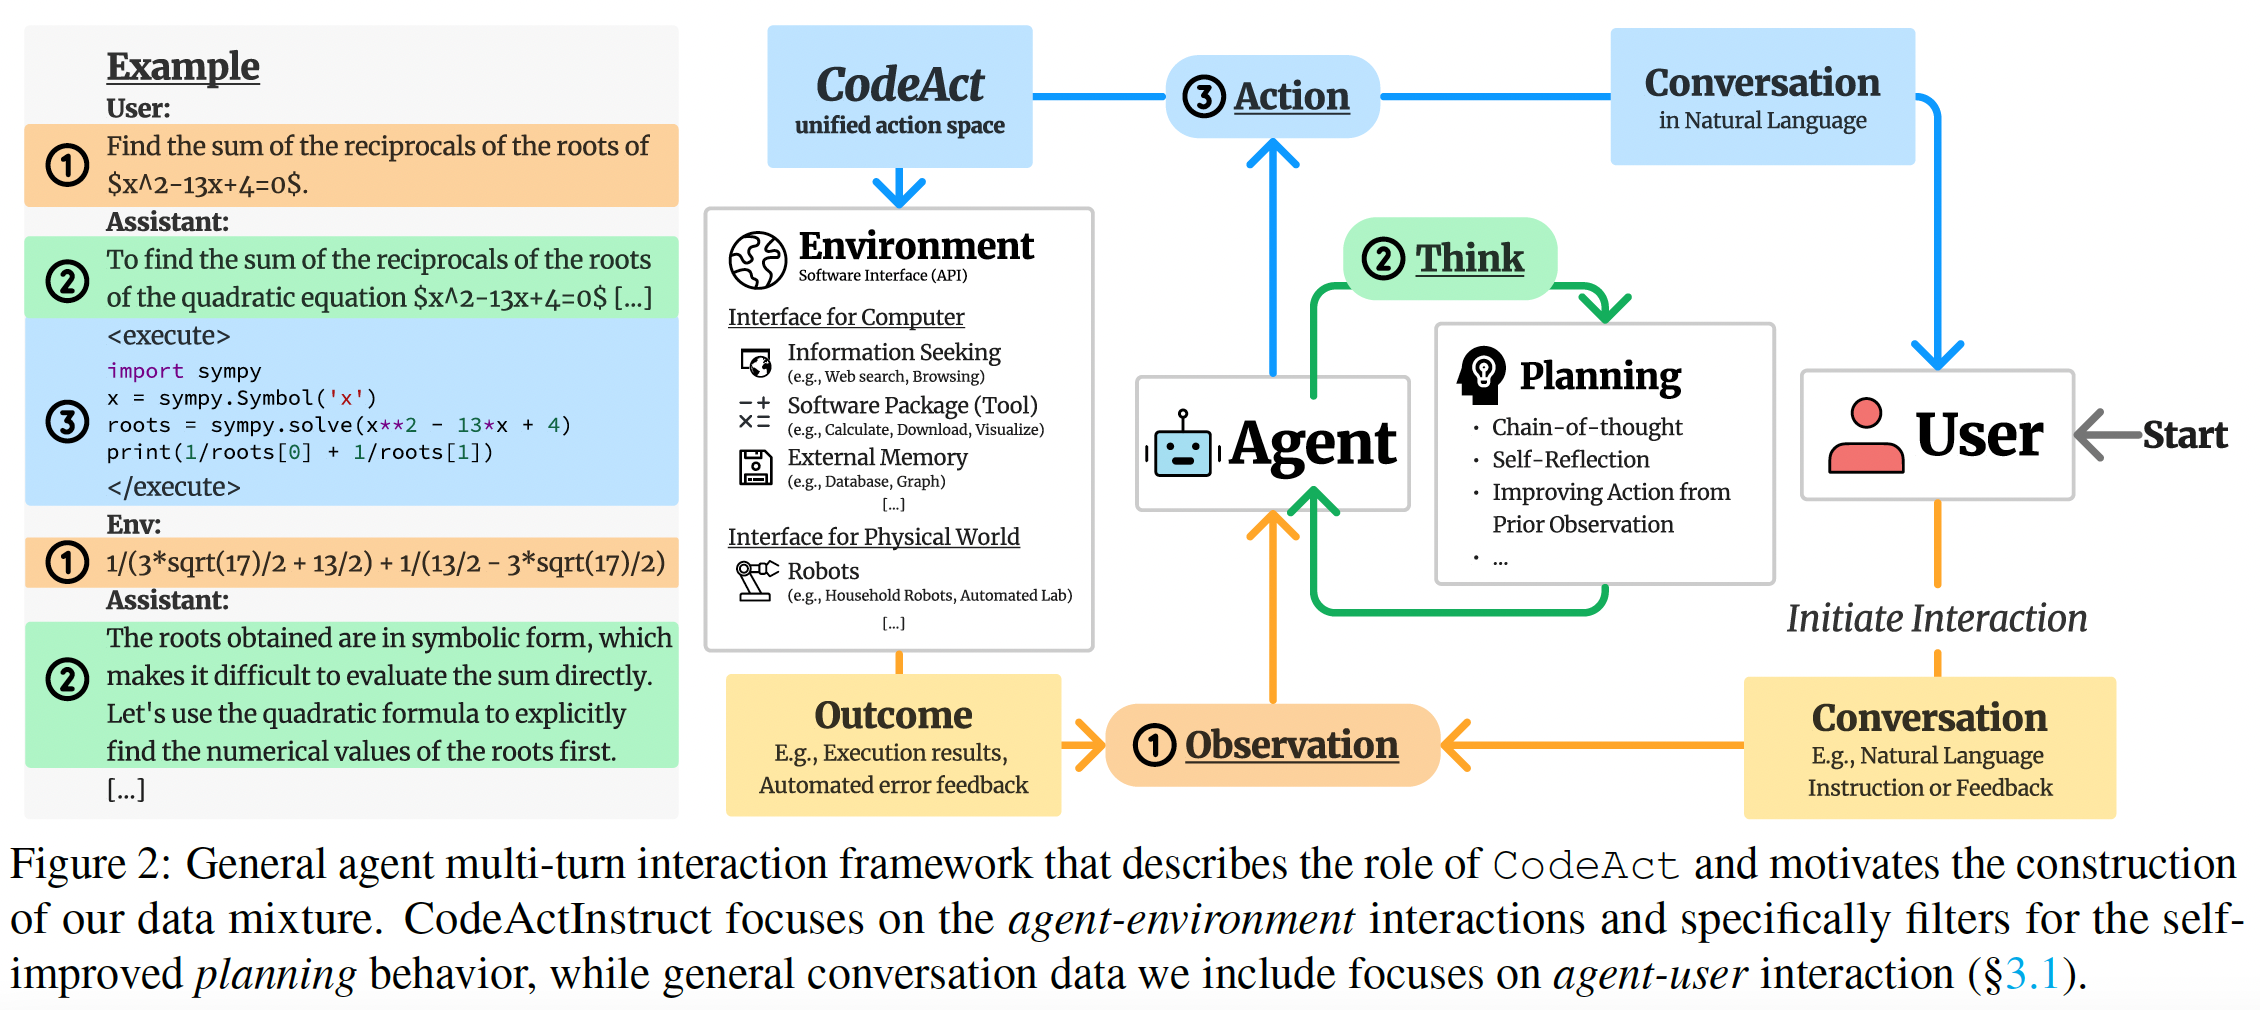 Example
User:
① Find the sum of the reciprocals of the roots of
$x^2-13x+4=0$.
Assistant:
② To find the sum of the reciprocals of the roots
of the quadratic equation $x^2-13x+4=0$ [...]
<execute>
import sympy
x = sympy.Symbol('x')
③ roots = sympy.solve(x**2 - 13*x + 4)
print(1/roots[0] + 1/roots[1])
</execute>
Env:
① 1/(3*sqrt(17)/2 + 13/2) + 1/(13/2 - 3*sqrt(17)/2)
Assistant:
② The roots obtained are in symbolic form, which
makes it difficult to evaluate the sum directly.
Let's use the quadratic formula to explicitly
find the numerical values of the roots first.
[...]
CodeAct
unified action space
③ Action
Conversation
in Natural Language
Environment
Software Interface (API)
Interface for Computer
Information Seeking
(e.g., Web search, Browsing)
Software Package (Tool)
(e.g., Calculate, Download, Visualize)
External Memory
(e.g., Database, Graph)
[...]
Interface for Physical World
Robots
(e.g., Household Robots, Automated Lab)
[...]
② Think
Agent
Planning
· Chain-of-thought
· Self-Reflection
· Improving Action from
Prior Observation
· ...
User
Start
Initiate Interaction
Outcome
E.g., Execution results,
Automated error feedback
① Observation
Conversation
E.g., Natural Language
Instruction or Feedback
Figure 2: General agent multi-turn interaction framework that describes the role of CodeAct and motivates the construction
of our data mixture. CodeActInstruct focuses on the agent-environment interactions and specifically filters for the self-
improved planning behavior, while general conversation data we include focuses on agent-user interaction (§3.1).